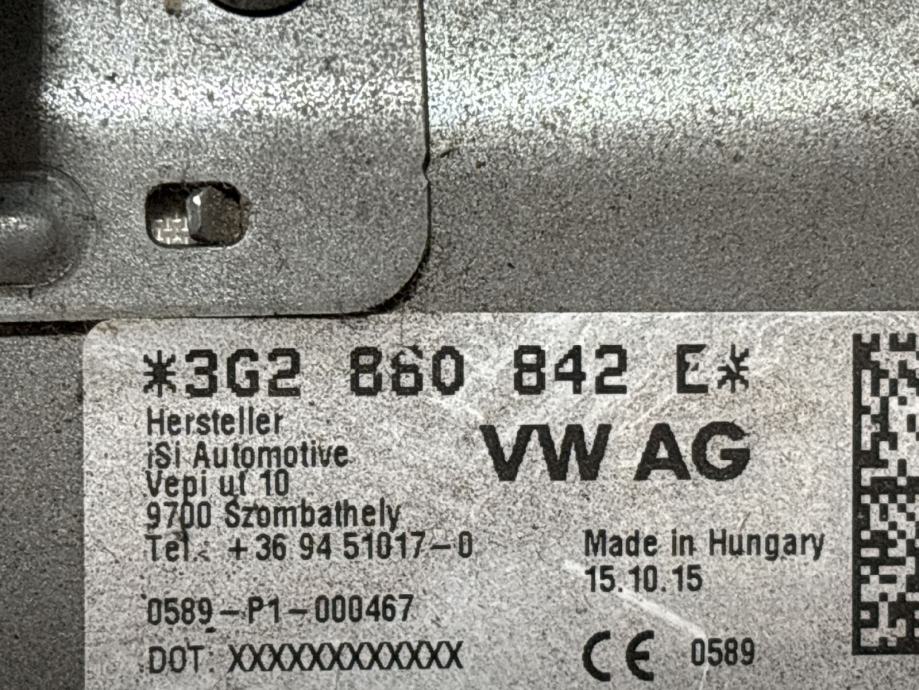 *3G2 860 842 E*
Hersteller
iSi Automotive
VW AG
Vepi ut 10
9700 Szombathely
Tel.: +36 94 51017-0
Made in Hungary
15.10.15
0589-P1-000467
DOT: XXXXXXXXXXXX
CE 0589